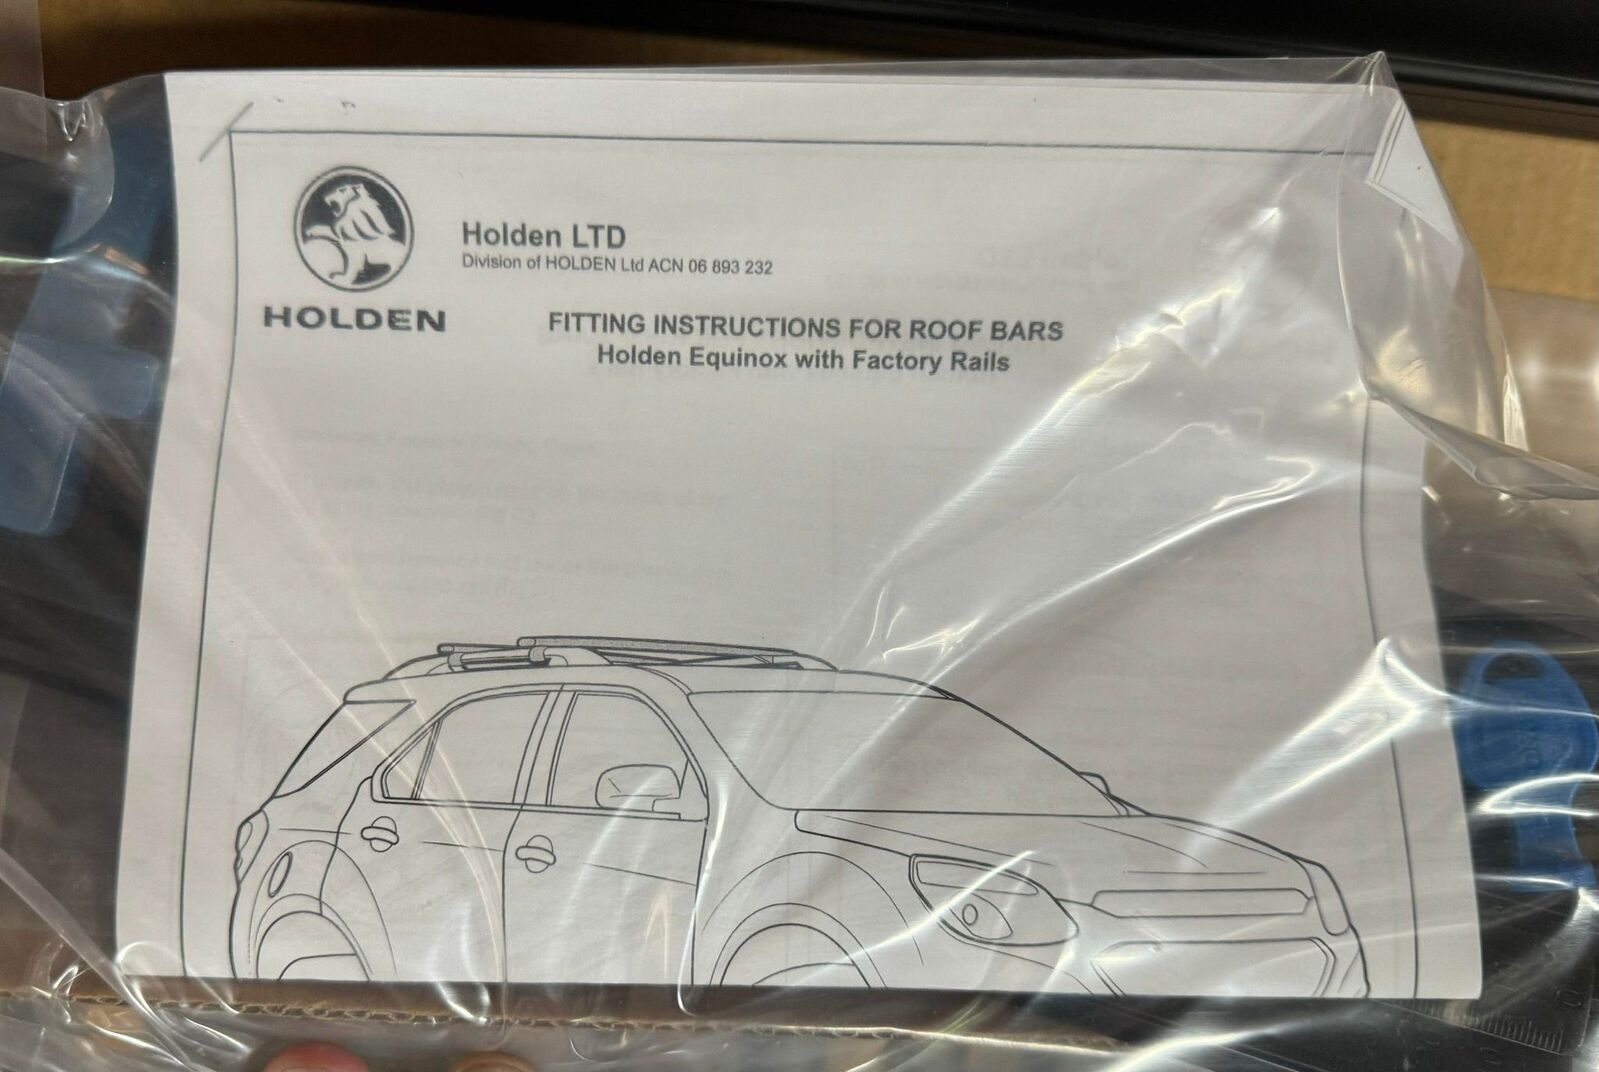 Holden LTD
Division of HOLDEN Ltd ACN 06 893 232
HOLDEN
FITTING INSTRUCTIONS FOR ROOF BARS
Holden Equinox with Factory Rails